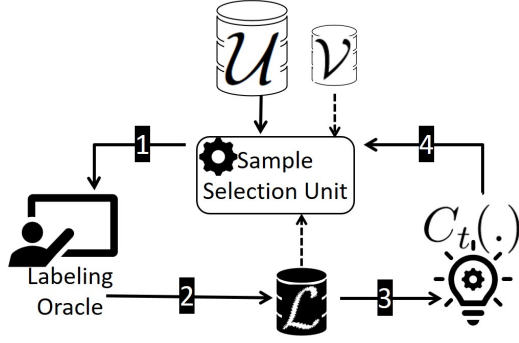 𝒰
𝒱
1
4
Sample
Selection Unit
C_t(.)
Labeling
Oracle
2
ℒ
3